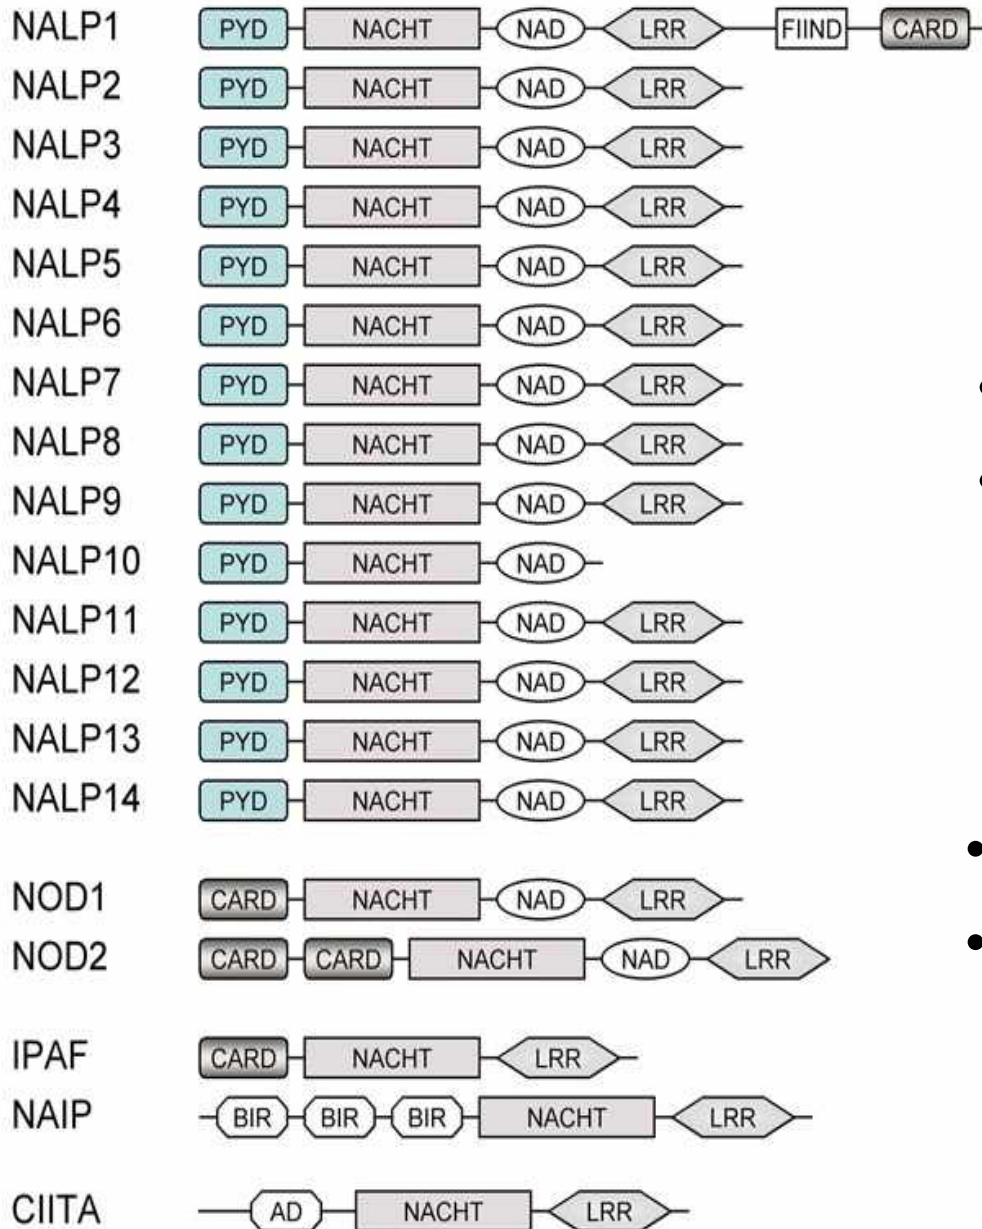 NALP1 PYD NACHT NAD LRR FIIND CARD
NALP2 PYD NACHT NAD LRR
NALP3 PYD NACHT NAD LRR
NALP4 PYD NACHT NAD LRR
NALP5 PYD NACHT NAD LRR
NALP6 PYD NACHT NAD LRR
NALP7 PYD NACHT NAD LRR
NALP8 PYD NACHT NAD LRR
NALP9 PYD NACHT NAD LRR
NALP10 PYD NACHT NAD
NALP11 PYD NACHT NAD LRR
NALP12 PYD NACHT NAD LRR
NALP13 PYD NACHT NAD LRR
NALP14 PYD NACHT NAD LRR
NOD1 CARD NACHT NAD LRR
NOD2 CARD CARD NACHT NAD LRR
IPAF CARD NACHT LRR
NAIP BIR BIR BIR NACHT LRR
CIITA AD NACHT LRR